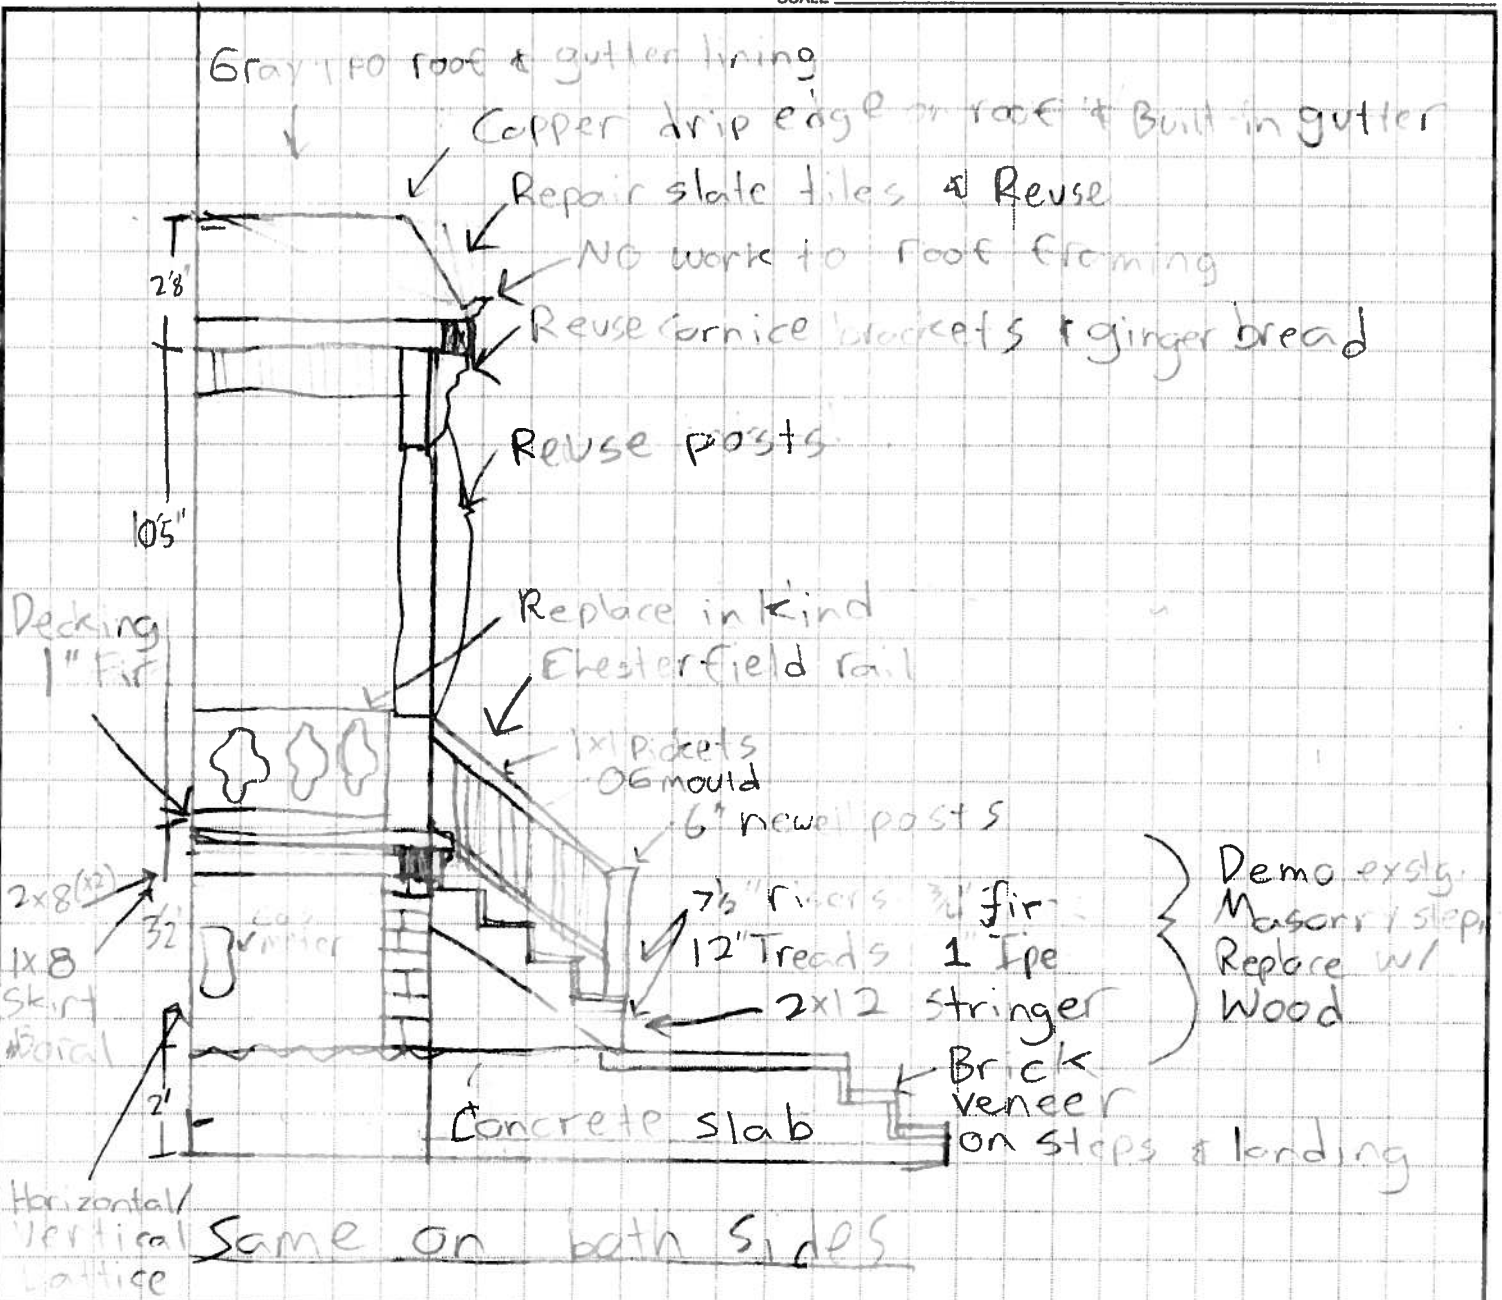 SCALE
Gray TPO roof & gutter lining
Copper drip edge on roof & Built-in gutter
Repair slate tiles & Reuse
NO work to roof framing
2'8"
Reuse cornice brackets & ginger bread
Reuse posts
10'5"
Decking
1" Fir
Replace in kind
Chesterfield rail
1x1 pickets
OG mould
6" newel posts
2x8 (x2)
3/2
1x8
Skirt
Boral
Gas
meter
7½" risers ¾" fir
12" Treads 1" Ipe
2x12 stringer
Demo exstg.
Masonry steps
Replace w/
Wood
Brick
veneer
on steps & landing
2'
Concrete slab
Horizontal/
Vertical
Lattice
Same on both sides